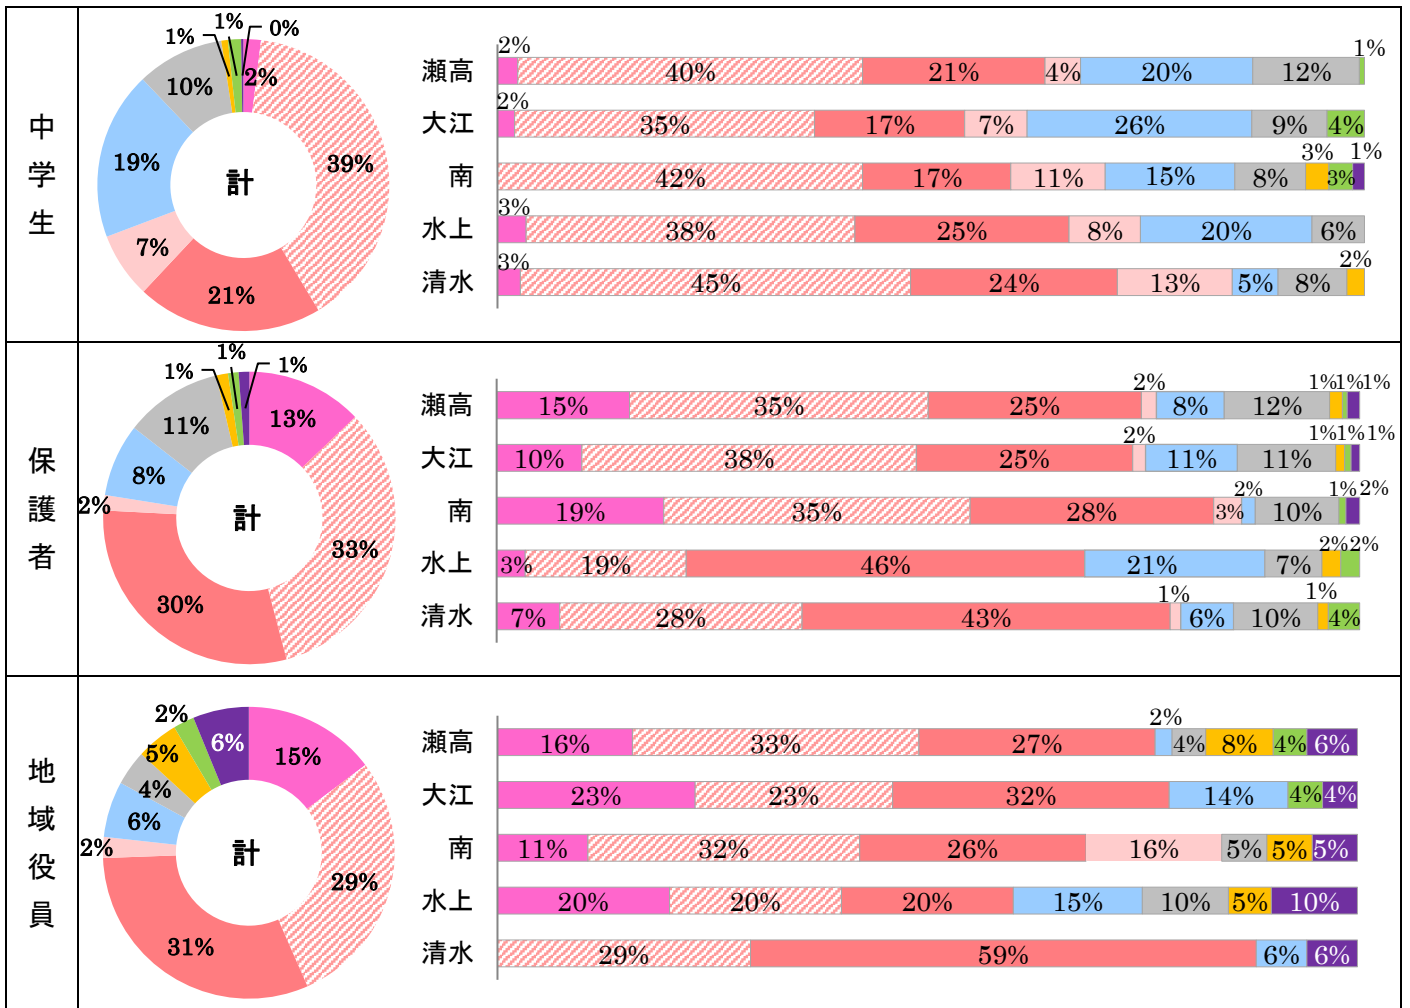 中学生
1% 1% 0%
2%
10%
19%
39%
計
7%
21%
2% 1%
瀬高 40% 21% 4% 20% 12%
2%
大江 35% 17% 7% 26% 9% 4%
3% 1%
南 42% 17% 11% 15% 8% 3%
3%
水上 38% 25% 8% 20% 6%
3% 2%
清水 45% 24% 13% 5% 8%
保護者
1% 1% 1%
13%
11%
8%
2%
計
33%
30%
2% 1% 1% 1%
瀬高 15% 35% 25% 8% 12%
2% 1% 1% 1%
大江 10% 38% 25% 11% 11%
2% 1% 2%
南 19% 35% 28% 3% 10%
2% 2%
水上 3% 19% 46% 21% 7%
1% 1%
清水 7% 28% 43% 6% 10% 4%
地域役員
2%
6%
15%
5%
4%
6%
2%
計
29%
31%
2%
瀬高 16% 33% 27% 4% 8% 4% 6%
大江 23% 23% 32% 14% 4% 4%
南 11% 32% 26% 16% 5% 5% 5%
水上 20% 20% 20% 15% 10% 5% 10%
清水 29% 59% 6% 6%